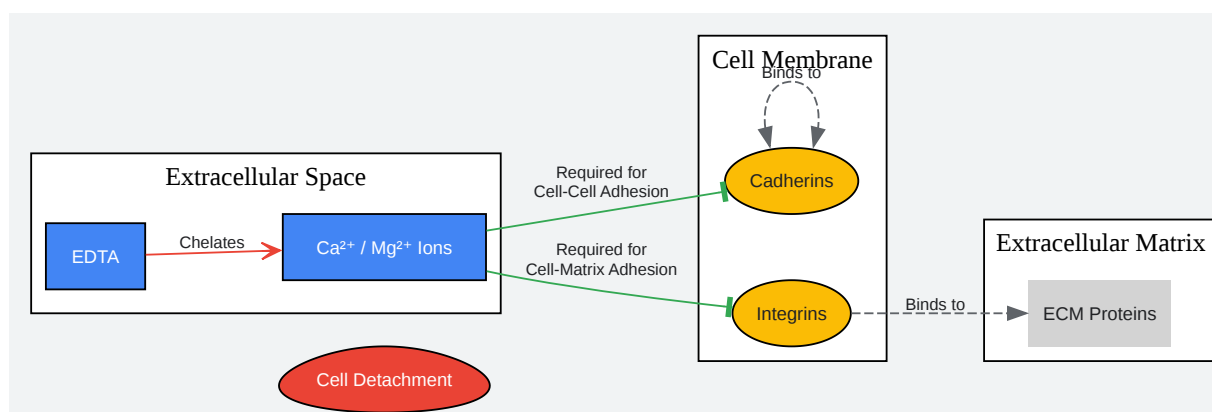 Cell Membrane
Binds to
Extracellular Space
Required for
Cell-Cell Adhesion
Cadherins
EDTA
Chelates
Ca²⁺ / Mg²⁺ Ions
Required for
Cell-Matrix Adhesion
Integrins
Binds to
Extracellular Matrix
ECM Proteins
Cell Detachment